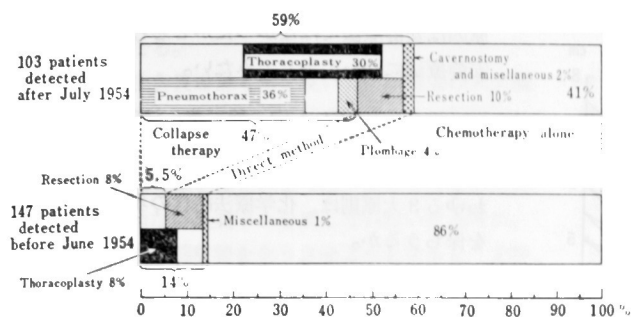 59%
103 patients
detected
after July 1954
Thoracoplasty 30%
Pneumothorax 36%
Cavernostomy
and misellaneous 2%
Resection 10%
41%
Collapse
therapy
47%
Direct method
Plombage 4%
Chemotherapy alone
Resection 8%
5.5%
147 patients
detected
before June 1954
Miscellaneous 1%
86%
Thoracoplasty 8%
14%
0 10 20 30 40 50 60 70 80 90 100 %